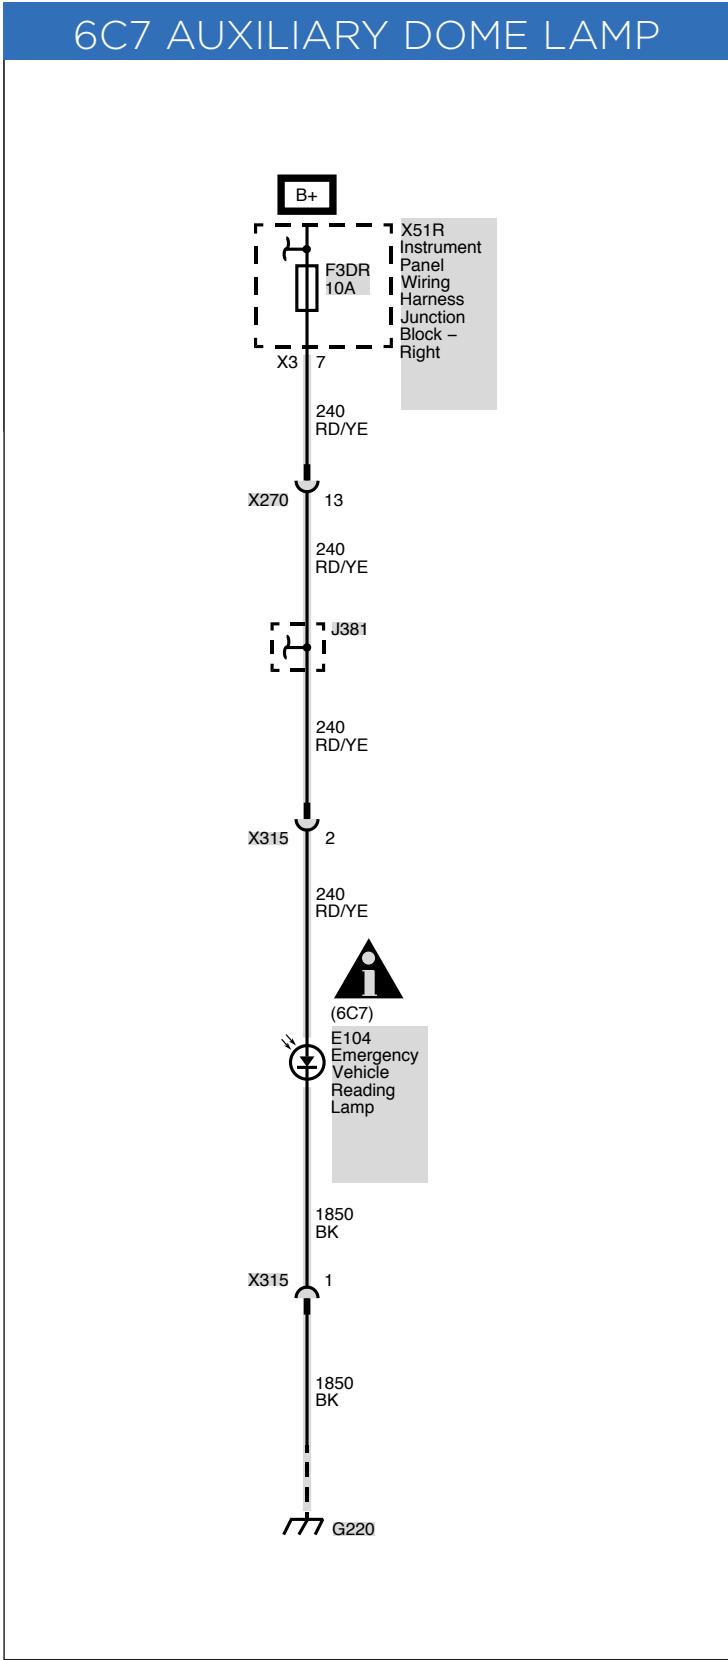 6C7 AUXILIARY DOME LAMP
B+
X51R
Instrument
Panel
Wiring
Harness
Junction
Block –
Right
F3DR
10A
X3 7
240
RD/YE
X270 13
240
RD/YE
J381
240
RD/YE
X315 2
240
RD/YE
i
(6C7)
E104
Emergency
Vehicle
Reading
Lamp
1850
BK
X315 1
1850
BK
G220